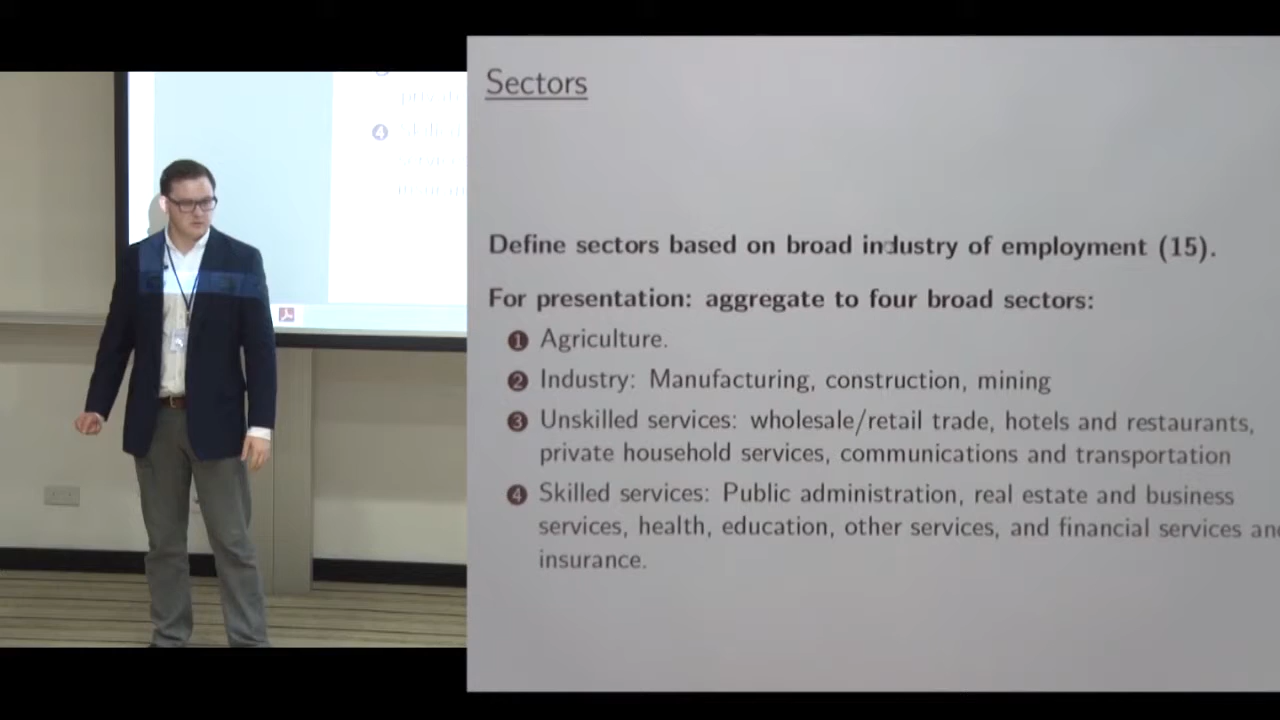 Sectors
Define sectors based on broad industry of employment (15).
For presentation: aggregate to four broad sectors:
1 Agriculture.
2 Industry: Manufacturing, construction, mining
3 Unskilled services: wholesale/retail trade, hotels and restaurants,
private household services, communications and transportation
4 Skilled services: Public administration, real estate and business
services, health, education, other services, and financial services and
insurance.
4